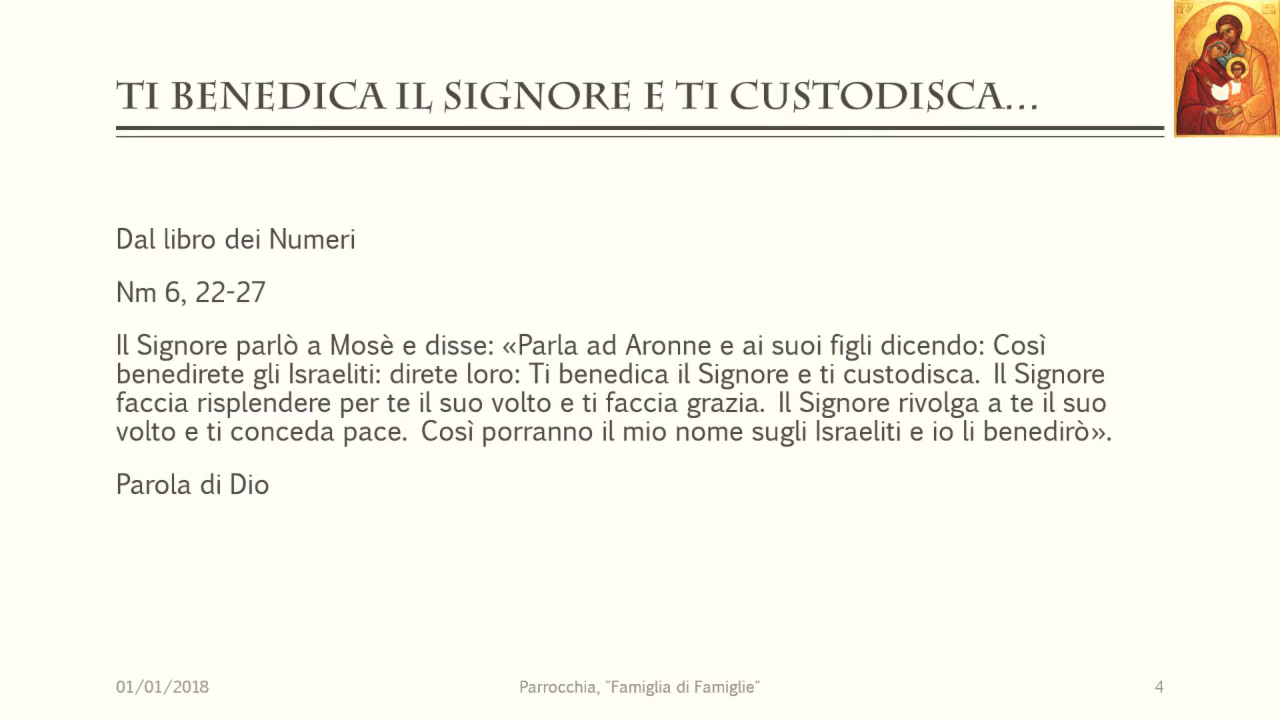 TI BENEDICA IL SIGNORE E TI CUSTODISCA...
Dal libro dei Numeri
Nm 6, 22-27
Il Signore parlò a Mosè e disse: «Parla ad Aronne e ai suoi figli dicendo: Così
benedirete gli Israeliti: direte loro: Ti benedica il Signore e ti custodisca. Il Signore
faccia risplendere per te il suo volto e ti faccia grazia. Il Signore rivolga a te il suo
volto e ti conceda pace. Così porranno il mio nome sugli Israeliti e io li benedirò».
Parola di Dio
01/01/2018 Parrocchia, "Famiglia di Famiglie" 4